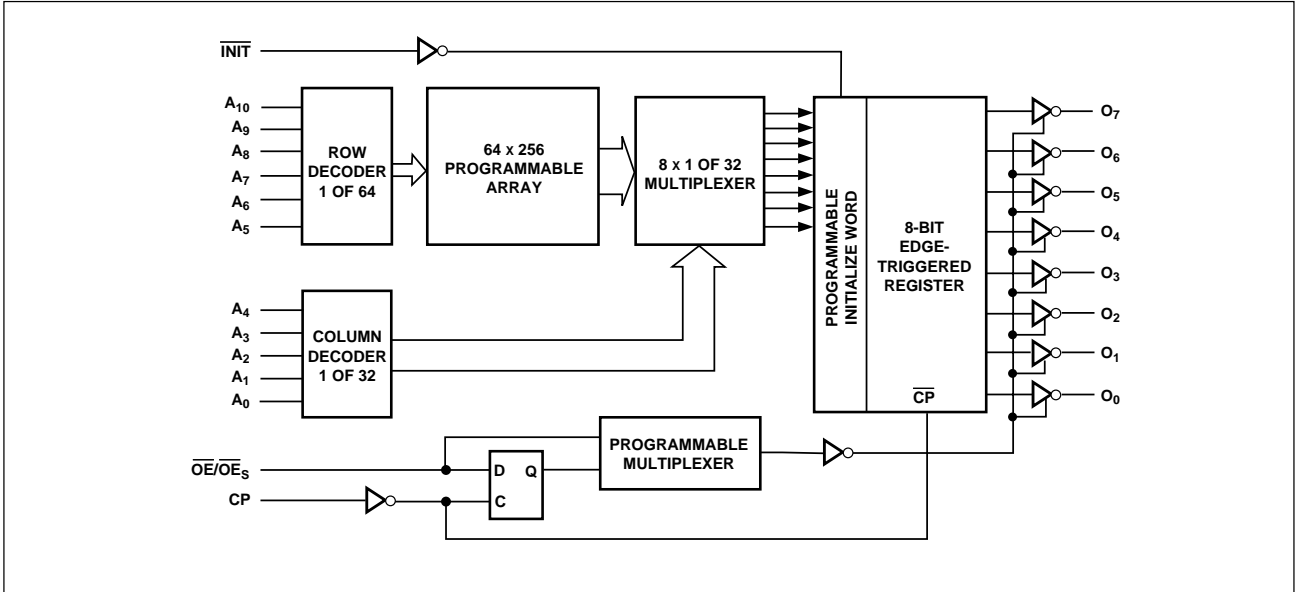 INIT
A10
A9
A8
A7
A6
A5
ROW
DECODER
1 OF 64
64 x 256
PROGRAMMABLE
ARRAY
8 x 1 OF 32
MULTIPLEXER
PROGRAMMABLE
INITIALIZE WORD
8-BIT
EDGE-
TRIGGERED
REGISTER
CP
O7
O6
O5
O4
O3
O2
O1
O0
A4
A3
A2
A1
A0
COLUMN
DECODER
1 OF 32
OE/OES
CP
D Q
C
PROGRAMMABLE
MULTIPLEXER